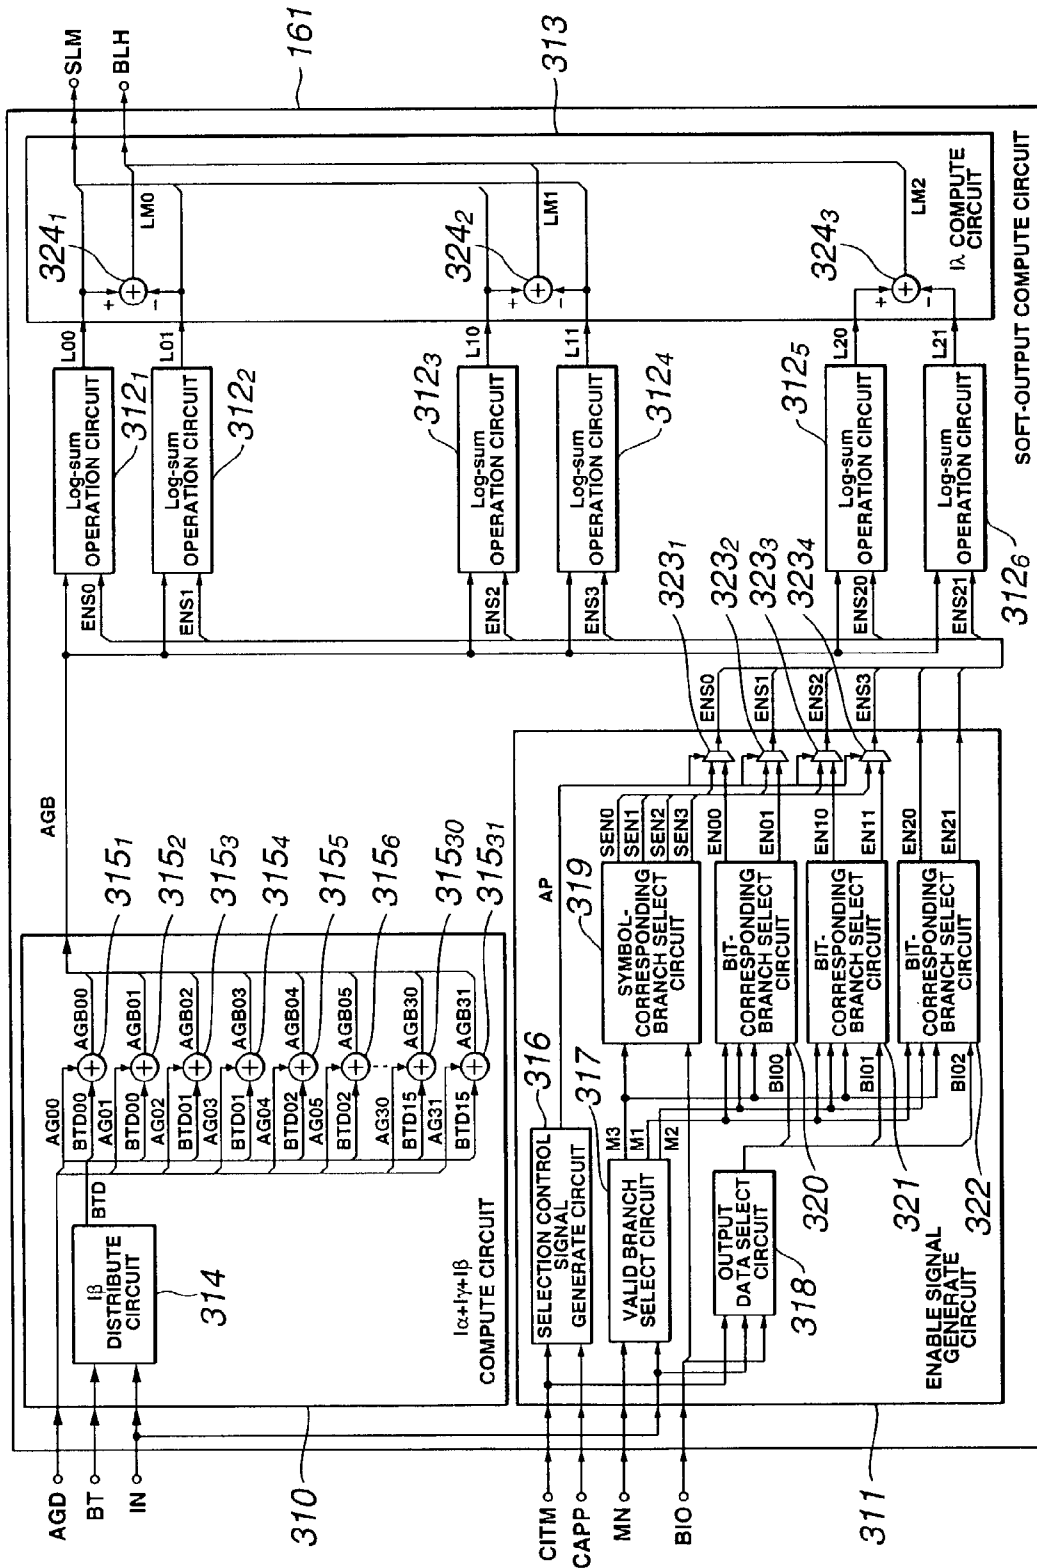 SLM
BLH
161
313
SOFT-OUTPUT COMPUTE CIRCUIT
Iλ COMPUTE
CIRCUIT
324₁
324₂
324₃
LM0
LM1
LM2
+
−
+
−
+
−
L00
L01
L10
L11
L20
L21
Log-sum
OPERATION CIRCUIT
Log-sum
OPERATION CIRCUIT
Log-sum
OPERATION CIRCUIT
Log-sum
OPERATION CIRCUIT
Log-sum
OPERATION CIRCUIT
Log-sum
OPERATION CIRCUIT
312₁
312₂
312₃
312₄
312₅
312₆
ENS0
ENS1
ENS2
ENS3
ENS20
ENS21
AGB
ENS0
ENS1
ENS2
ENS3
323₁
323₂
323₃
323₄
315₁
315₂
315₃
315₄
315₅
315₆
315₃₀
315₃₁
AGB00
AGB01
AGB02
AGB03
AGB04
AGB05
AGB30
AGB31
AG00
BTD00
AG01
BTD00
AG02
BTD01
AG03
BTD01
AG04
BTD02
AG05
BTD02
AG30
BTD15
AG31
BTD15
BTD
Iβ
DISTRIBUTE
CIRCUIT
314
Iα+Iγ+Iβ
COMPUTE CIRCUIT
310
AGD
BT
IN
AP
SEN0
SEN1
SEN2
SEN3
EN00
EN01
EN10
EN11
EN20
EN21
319
SYMBOL-
CORRESPONDING
BRANCH SELECT
CIRCUIT
BIT-
CORRESPONDING
BRANCH SELECT
CIRCUIT
BIT-
CORRESPONDING
BRANCH SELECT
CIRCUIT
BIT-
CORRESPONDING
BRANCH SELECT
CIRCUIT
BI00
BI01
BI02
320
321
322
316
317
M3
M1
M2
SELECTION CONTROL
SIGNAL
GENERATE CIRCUIT
VALID BRANCH
SELECT CIRCUIT
OUTPUT
DATA SELECT
CIRCUIT
318
ENABLE SIGNAL
GENERATE
CIRCUIT
311
CITM
CAPP
MN
BIO